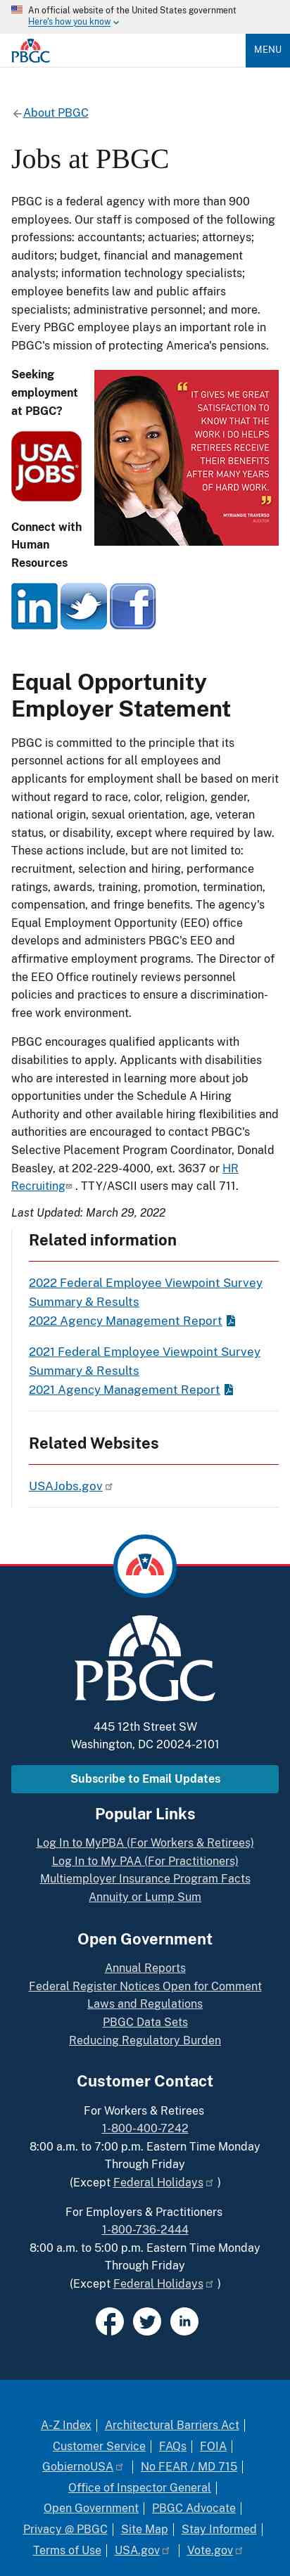 An official website of the United States government
Here's how you know
PBGC
MENU
About PBGC
Jobs at PBGC
PBGC is a federal agency with more than 900
employees. Our staff is composed of the following
professions: accountants; actuaries; attorneys;
auditors; budget, financial, and management
analysts; information technology specialists;
employee benefits law and public affairs
specialists; administrative personnel; and more.
Every PBGC employee plays an important role in
PBGC's mission of protecting America's pensions.
Seeking
employment
at PBGC?
USA
JOBS
“
IT GIVES ME GREAT
SATISFACTION TO
KNOW THAT THE
WORK I DO HELPS
RETIREES RECEIVE
THEIR BENEFITS
AFTER MANY YEARS
OF HARD WORK.
”
MYRIANGIE TRAVERSO
AUDITOR
Connect with
Human
Resources
in f
Equal Opportunity
Employer Statement
PBGC is committed to the principle that its
personnel actions for all employees and
applicants for employment shall be based on merit
without regard to race, color, religion, gender,
national origin, sexual orientation, age, veteran
status, or disability, except where required by law.
These actions include, but are not limited to:
recruitment, selection and hiring, performance
ratings, awards, training, promotion, termination,
compensation, and fringe benefits. The agency's
Equal Employment Opportunity (EEO) office
develops and administers PBGC's EEO and
affirmative employment programs. The Director of
the EEO Office routinely reviews internal EEO
policies and practices to ensure a discrimination-
free work environment.
PBGC encourages qualified applicants with
disabilities to apply. Applicants with disabilities
who are interested in learning more about job
opportunities under the Schedule A Hiring
Authority and other available hiring flexibilities and
authorities are encouraged to contact PBGC's
Selective Placement Program Coordinator, Donald
Beasley, at 202-229-4000, ext. 3637 or HR
Recruiting . TTY/ASCII users may call 711.
Last Updated: March 29, 2022
Related information
2022 Federal Employee Viewpoint Survey
Summary & Results
2022 Agency Management Report
2021 Federal Employee Viewpoint Survey
Summary & Results
2021 Agency Management Report
Related Websites
USAJobs.gov
PBGC
445 12th Street SW
Washington, DC 20024-2101
Subscribe to Email Updates
Popular Links
Log In to MyPBA (For Workers & Retirees)
Log In to My PAA (For Practitioners)
Multiemployer Insurance Program Facts
Annuity or Lump Sum
Open Government
Annual Reports
Federal Register Notices Open for Comment
Laws and Regulations
PBGC Data Sets
Reducing Regulatory Burden
Customer Contact
For Workers & Retirees
1-800-400-7242
8:00 a.m. to 7:00 p.m. Eastern Time Monday
Through Friday
(Except Federal Holidays )
For Employers & Practitioners
1-800-736-2444
8:00 a.m. to 5:00 p.m. Eastern Time Monday
Through Friday
(Except Federal Holidays )
f in
A-Z Index | Architectural Barriers Act |
Customer Service | FAQs | FOIA |
GobiernoUSA | No FEAR / MD 715 |
Office of Inspector General |
Open Government | PBGC Advocate |
Privacy @ PBGC | Site Map | Stay Informed |
Terms of Use | USA.gov | Vote.gov